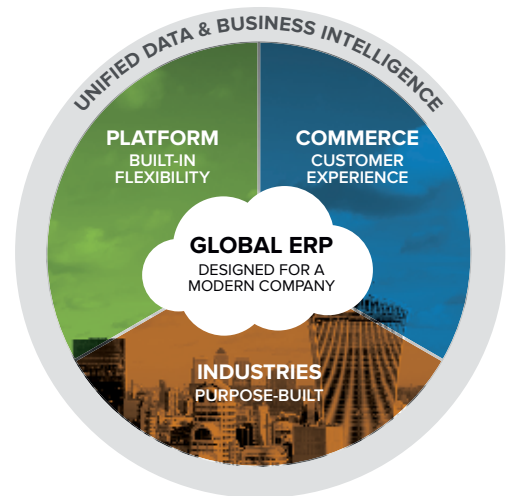 UNIFIED DATA & BUSINESS INTELLIGENCE
PLATFORM
BUILT-IN
FLEXIBILITY
COMMERCE
CUSTOMER
EXPERIENCE
GLOBAL ERP
DESIGNED FOR A
MODERN COMPANY
INDUSTRIES
PURPOSE-BUILT